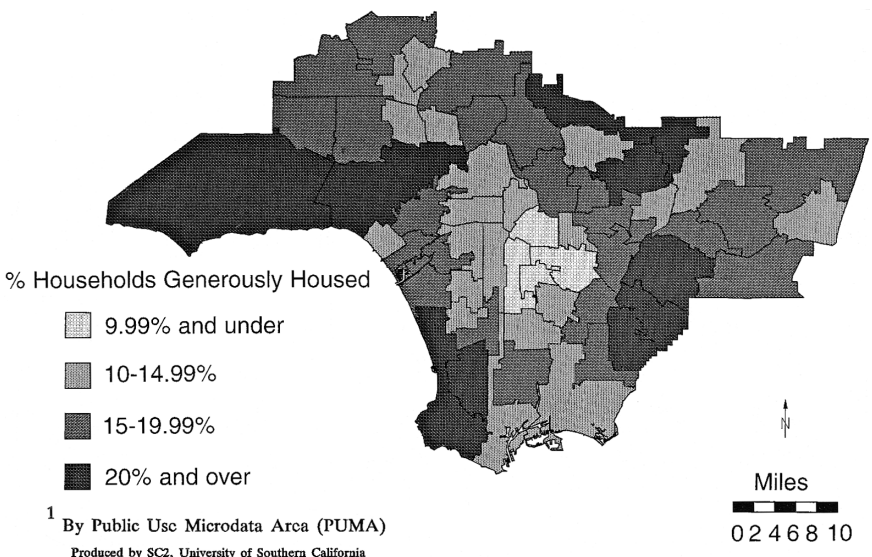 % Households Generously Housed
9.99% and under
10-14.99%
15-19.99%
20% and over
N
Miles
0 2 4 6 8 10
1 By Public Use Microdata Area (PUMA)
Produced by SC2, University of Southern California